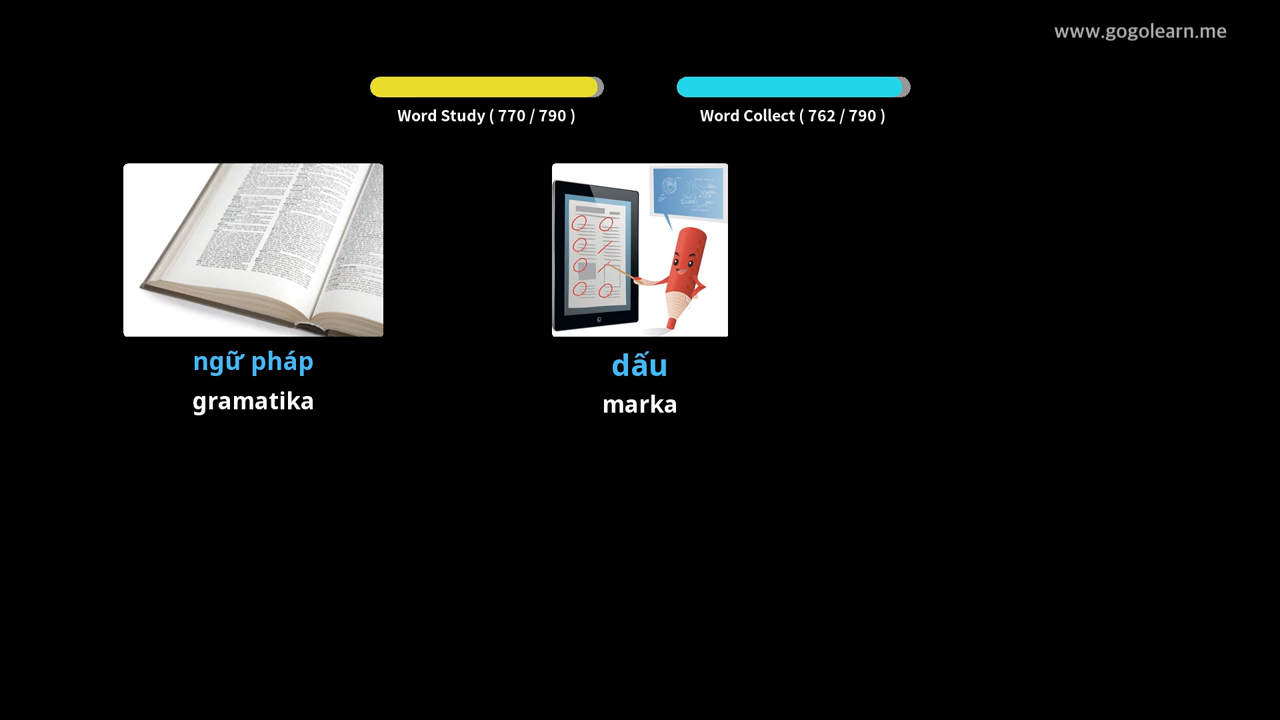 www.gogolearn.me
Word Study ( 770 / 790 )
Word Collect ( 762 / 790 )
ngữ pháp
gramatika
dấu
marka